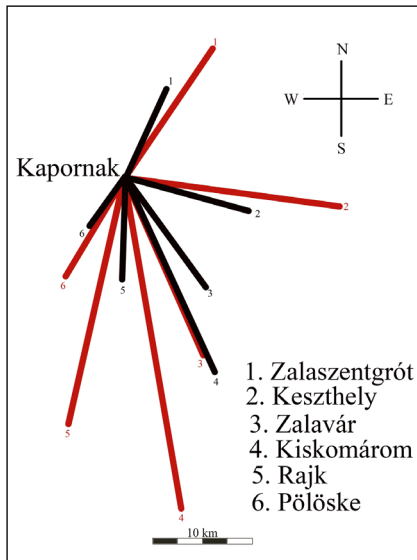 1
N
1
W E
S
Kapornak
2
2
6
6
5
3
3
4
1. Zalaszentgrót
2. Keszthely
3. Zalavár
4. Kiskomárom
5
5. Rajk
6. Pölöske
4
10 km